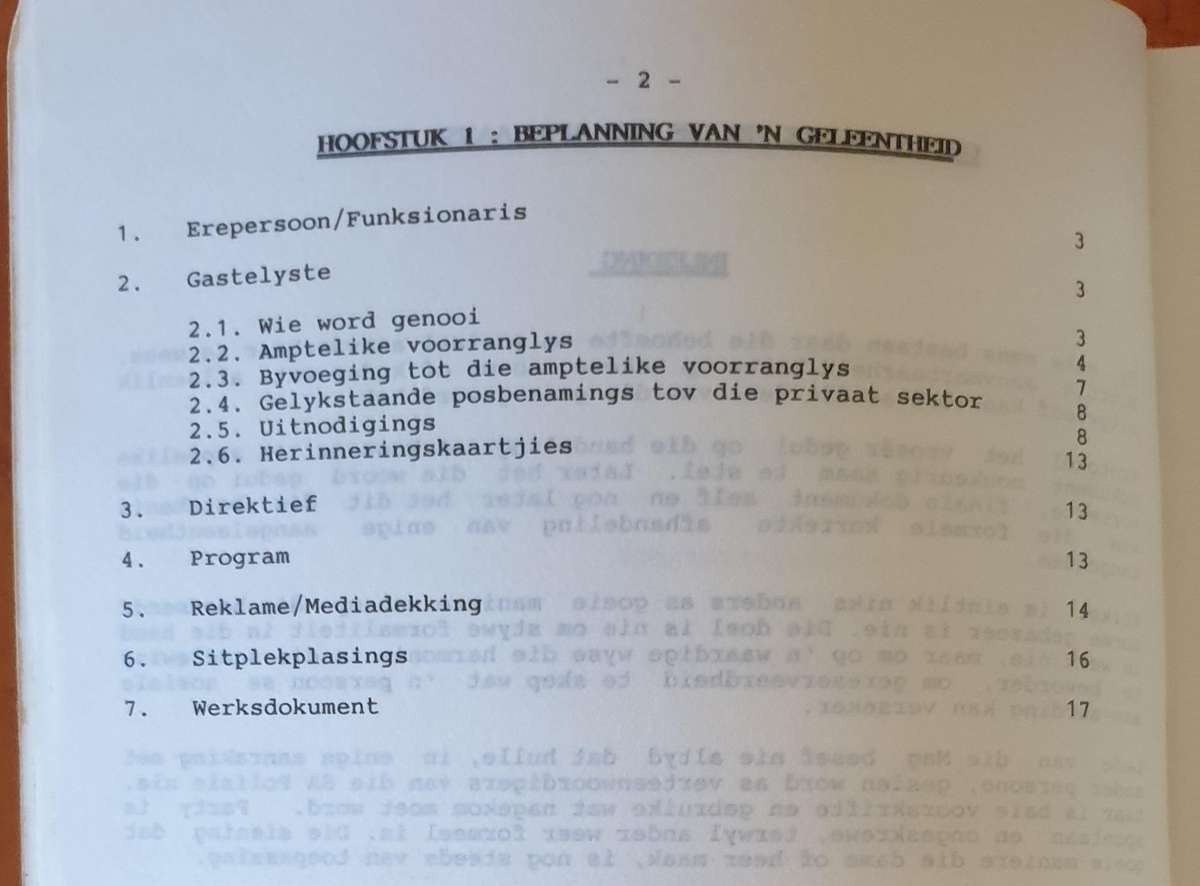 - 2 -
HOOFSTUK 1 : BEPLANNING VAN 'N GELEENTHEID
1. Erepersoon/Funksionaris 3
2. Gastelyste 3
2.1. Wie word genooi 3
2.2. Amptelike voorranglys 4
2.3. Byvoeging tot die amptelike voorranglys 7
2.4. Gelykstaande posbenamings tov die privaat sektor 8
2.5. Uitnodigings 8
2.6. Herinneringskaartjies 13
3. Direktief 13
4. Program 13
5. Reklame/Mediadekking 14
6. Sitplekplasings 16
7. Werksdokument 17